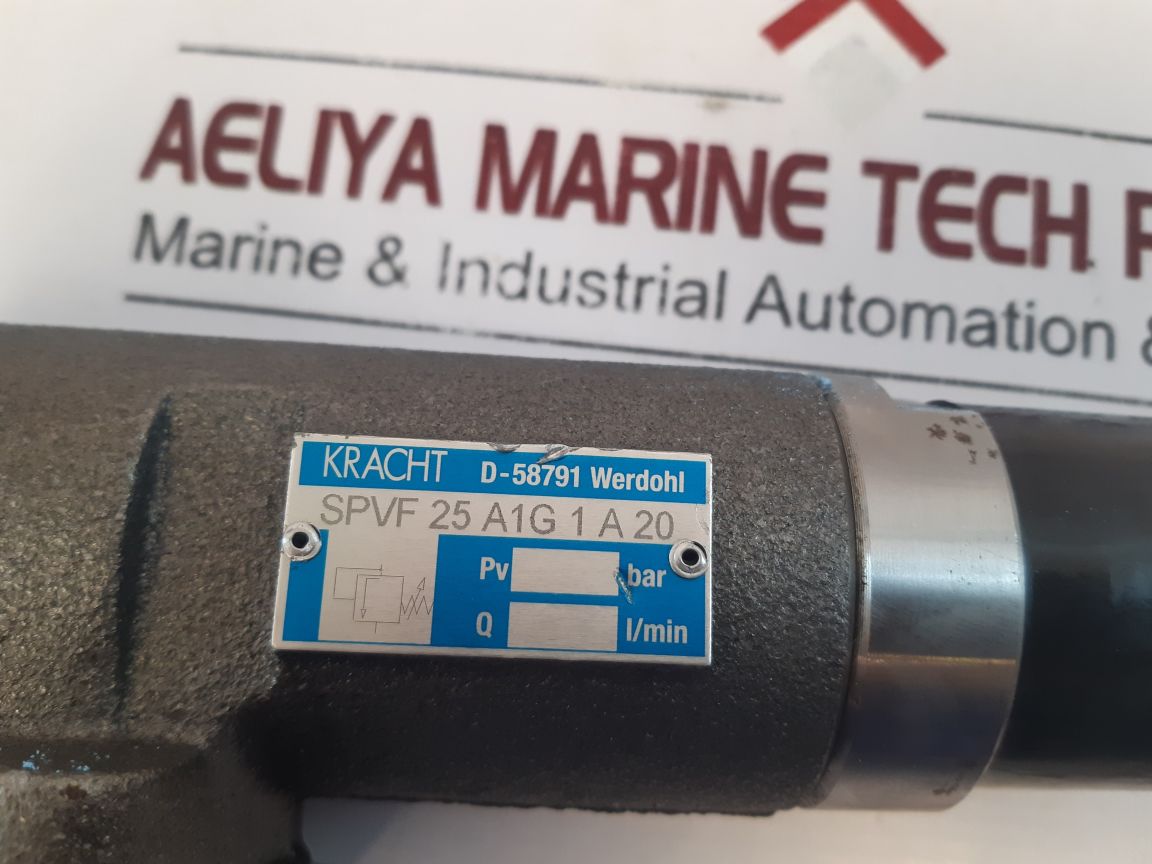 AELIYA MARINE TECH
Marine & Industrial Automation &
KRACHT D-58791 Werdohl
SPVF 25 A1G 1 A 20
Pv bar
Q l/min